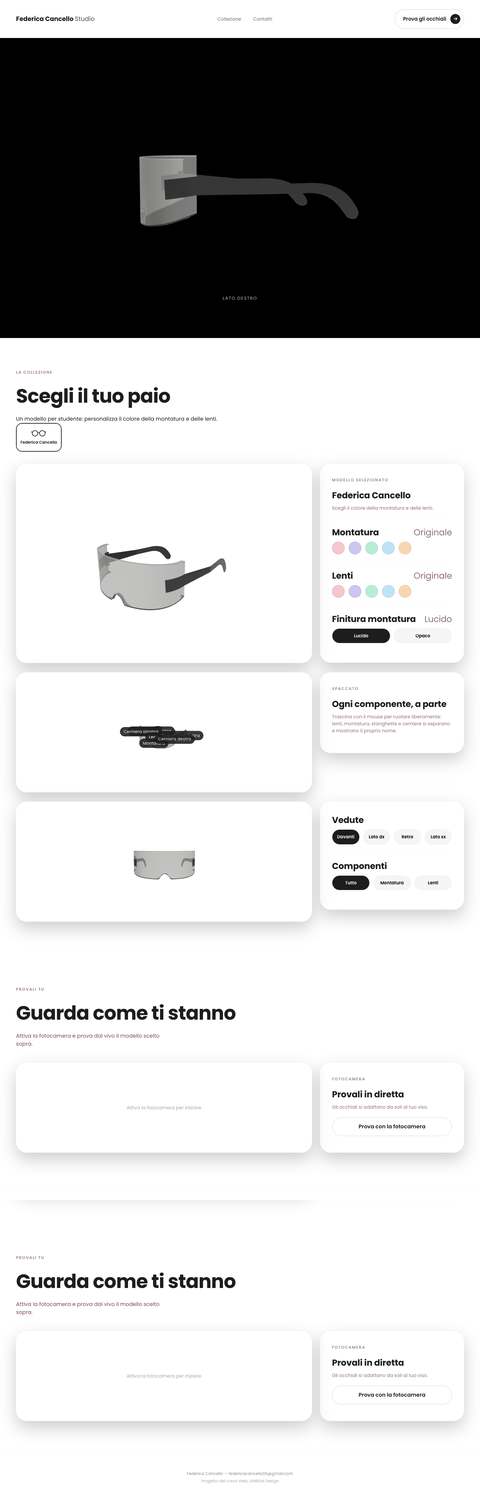 Federica Cancello Studio
Collezione
Contatti
Prova gli occhiali
LATO DESTRO
LA COLLEZIONE
Scegli il tuo paio
Un modello per studente: personalizza il colore della montatura e delle lenti.
Federica Cancello
MODELLO SELEZIONATO
Federica Cancello
Scegli il colore della montatura e delle lenti.
Montatura
Originale
Lenti
Originale
Finitura montatura
Lucido
Lucido
Opaco
Cerniera destra
SPACCATO
Ogni componente, a parte
Trascina con il mouse per ruotare liberamente:
lenti, montatura, stanghette e cerniere si separano
e mostrano il proprio nome.
Vedute
Davanti
Lato dx
Retro
Lato sx
Componenti
Tutto
Montatura
Lenti
PROVALI TU
Guarda come ti stanno
Attiva la fotocamera e prova dal vivo il modello scelto
sopra.
Attiva la fotocamera per iniziare
FOTOCAMERA
Provali in diretta
Gli occhiali si adattano da soli al tuo viso.
Prova con la fotocamera
PROVALI TU
Guarda come ti stanno
Attiva la fotocamera e prova dal vivo il modello scelto
sopra.
Attiva la fotocamera per iniziare
FOTOCAMERA
Provali in diretta
Gli occhiali si adattano da soli al tuo viso.
Prova con la fotocamera
Federica Cancello